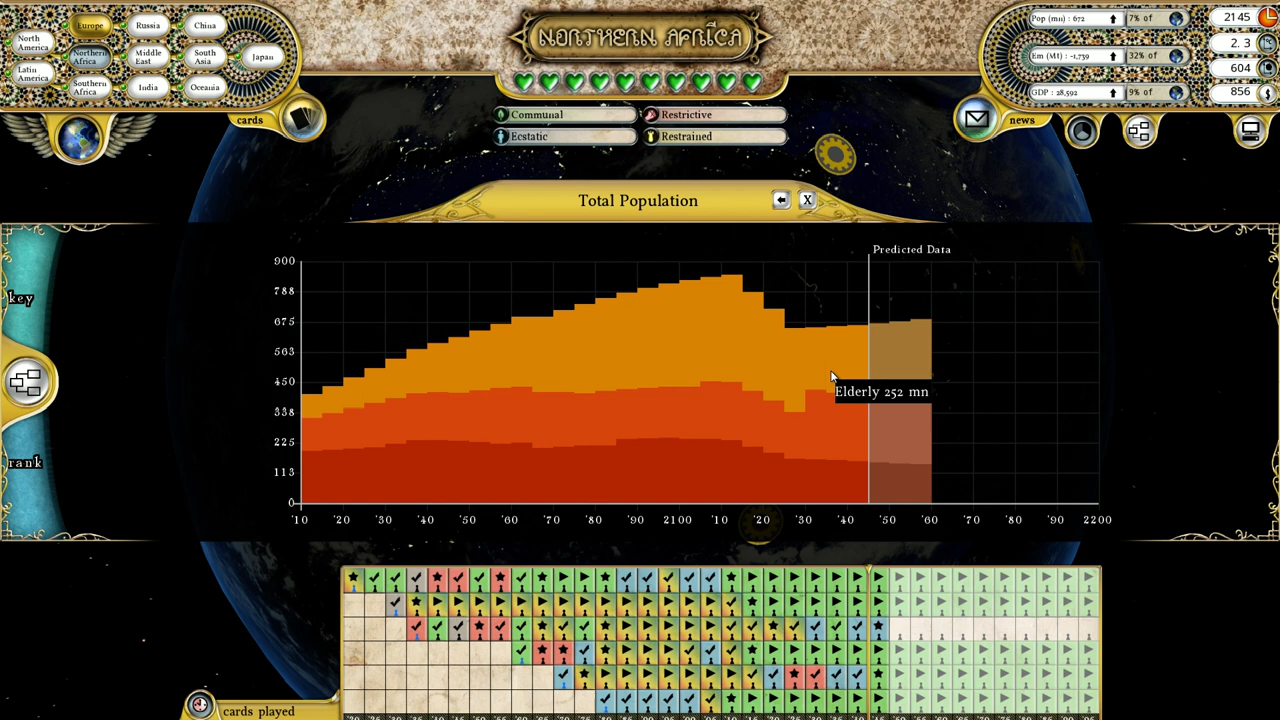 Europe
Russia
China
North America
Northern Africa
Middle East
South Asia
Japan
Latin America
Southern Africa
India
Oceania
cards
NORTHERN AFRICA
Communal
Restrictive
Ecstatic
Restrained
Pop (mn) : 672
7% of
2145
Em (Mt) : -1,739
32% of
2. 3
604
GDP : 28,592
9% of
856
news
Total Population
X
Predicted Data
key
rank
900
788
675
563
450
338
225
113
0
Elderly 252 mn
'10 '20 '30 '40 '50 '60 '70 '80 '90 2100 '10 '20 '30 '40 '50 '60 '70 '80 '90 2200
cards played